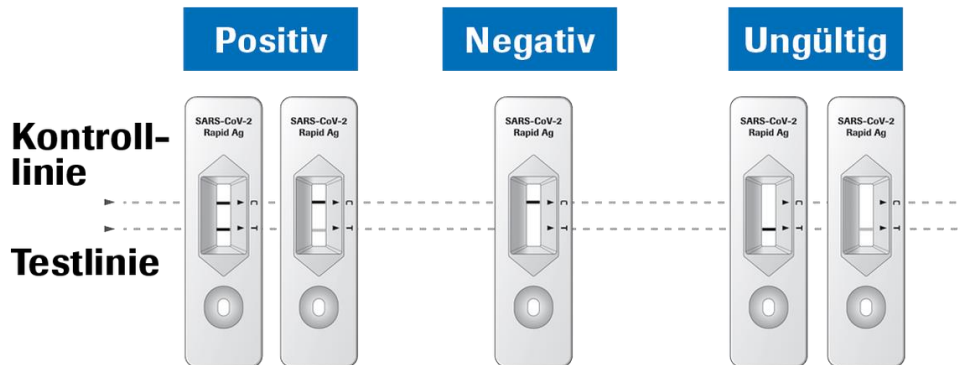 Positiv
Negativ
Ungültig
SARS-CoV-2
Rapid Ag
SARS-CoV-2
Rapid Ag
SARS-CoV-2
Rapid Ag
SARS-CoV-2
Rapid Ag
SARS-CoV-2
Rapid Ag
Kontroll-
linie
C
C
C
C
C
T
T
T
T
T
Testlinie